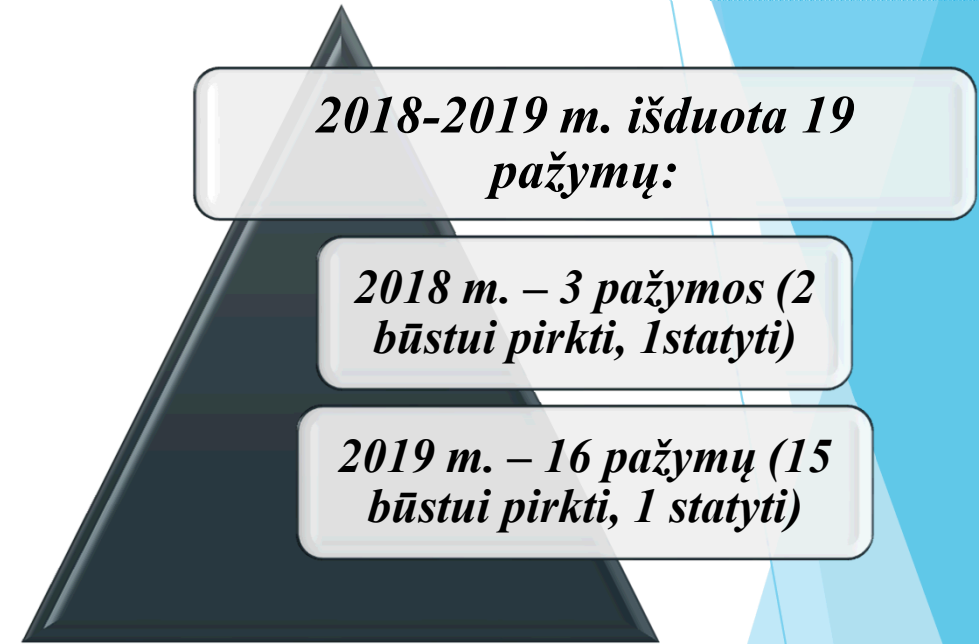 2018-2019 m. išduota 19
pažymų:
2018 m. – 3 pažymos (2
būstui pirkti, 1statyti)
2019 m. – 16 pažymų (15
būstui pirkti, 1 statyti)